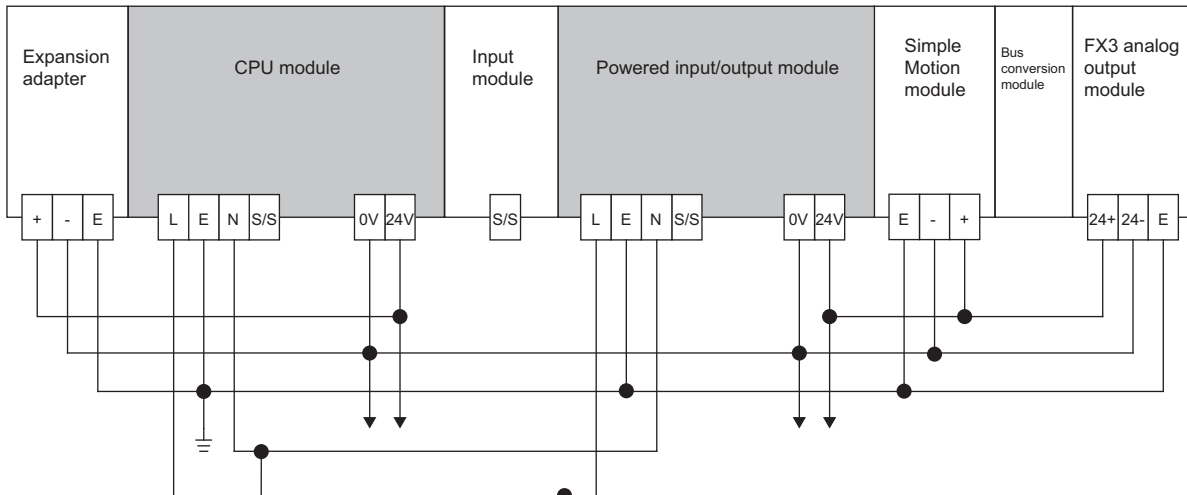 Expansion
adapter
CPU module
Input
module
Powered input/output module
Simple
Motion
module
Bus
conversion
module
FX3 analog
output
module
+ - E
L E N S/S
0V 24V
S/S
L E N S/S
0V 24V
E - +
24+ 24- E